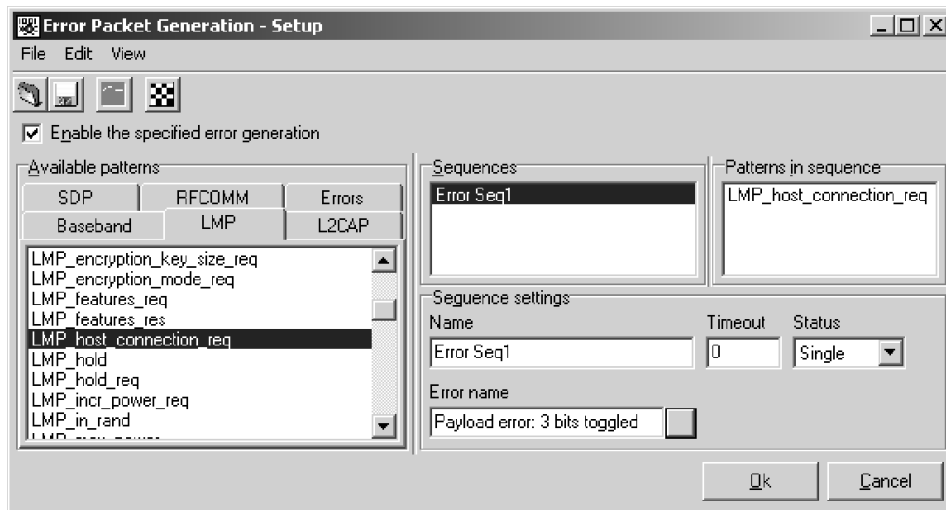 Error Packet Generation - Setup
File Edit View
Enable the specified error generation
Available patterns
SDP RFCOMM Errors
Baseband LMP L2CAP
LMP_encryption_key_size_req
LMP_encryption_mode_req
LMP_features_req
LMP_features_res
LMP_host_connection_req
LMP_hold
LMP_hold_req
LMP_incr_power_req
LMP_in_rand
Sequences
Error Seq1
Patterns in sequence
LMP_host_connection_req
Sequence settings
Name Timeout Status
Error Seq1 0 Single
Error name
Payload error: 3 bits toggled
Ok Cancel